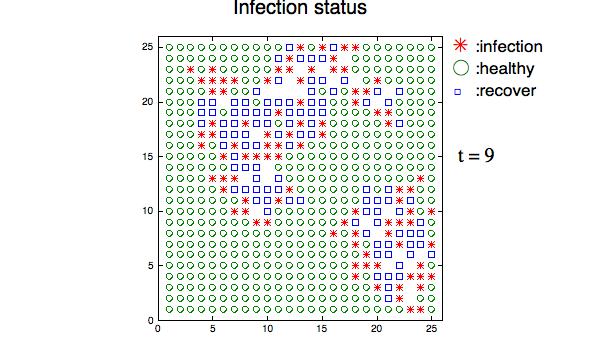 Infection status
:infection
:healthy
:recover
t = 9
25
20
15
10
5
0
0 5 10 15 20 25